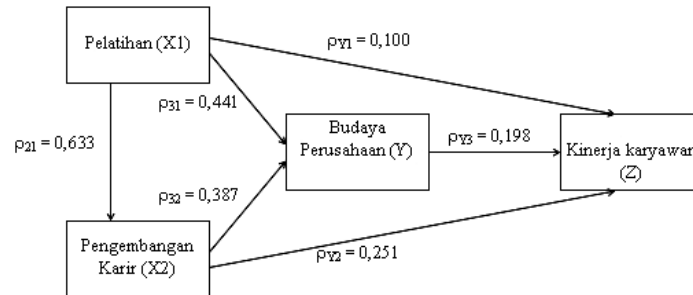 Pelatihan (X1)
ρY1 = 0,100
ρ31 = 0,441
ρ21 = 0,633
Budaya
Perusahaan (Y)
ρY3 = 0,198
Kinerja karyawan
(Z)
ρ32 = 0,387
Pengembangan
Karir (X2)
ρY2 = 0,251